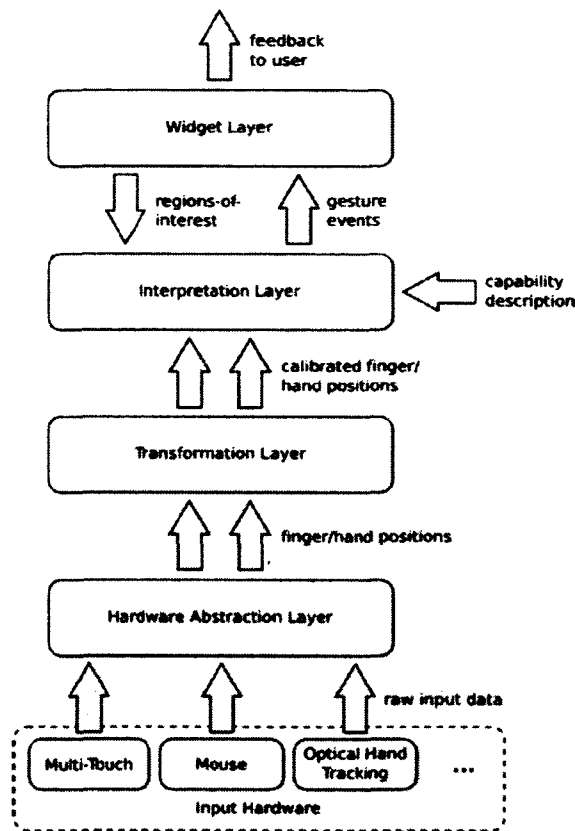 feedback
to user
Widget Layer
regions-of-
interest
gesture
events
Interpretation Layer
capability
description
calibrated finger/
hand positions
Transformation Layer
finger/hand positions
Hardware Abstraction Layer
raw input data
Multi-Touch
Mouse
Optical Hand
Tracking
...
Input Hardware